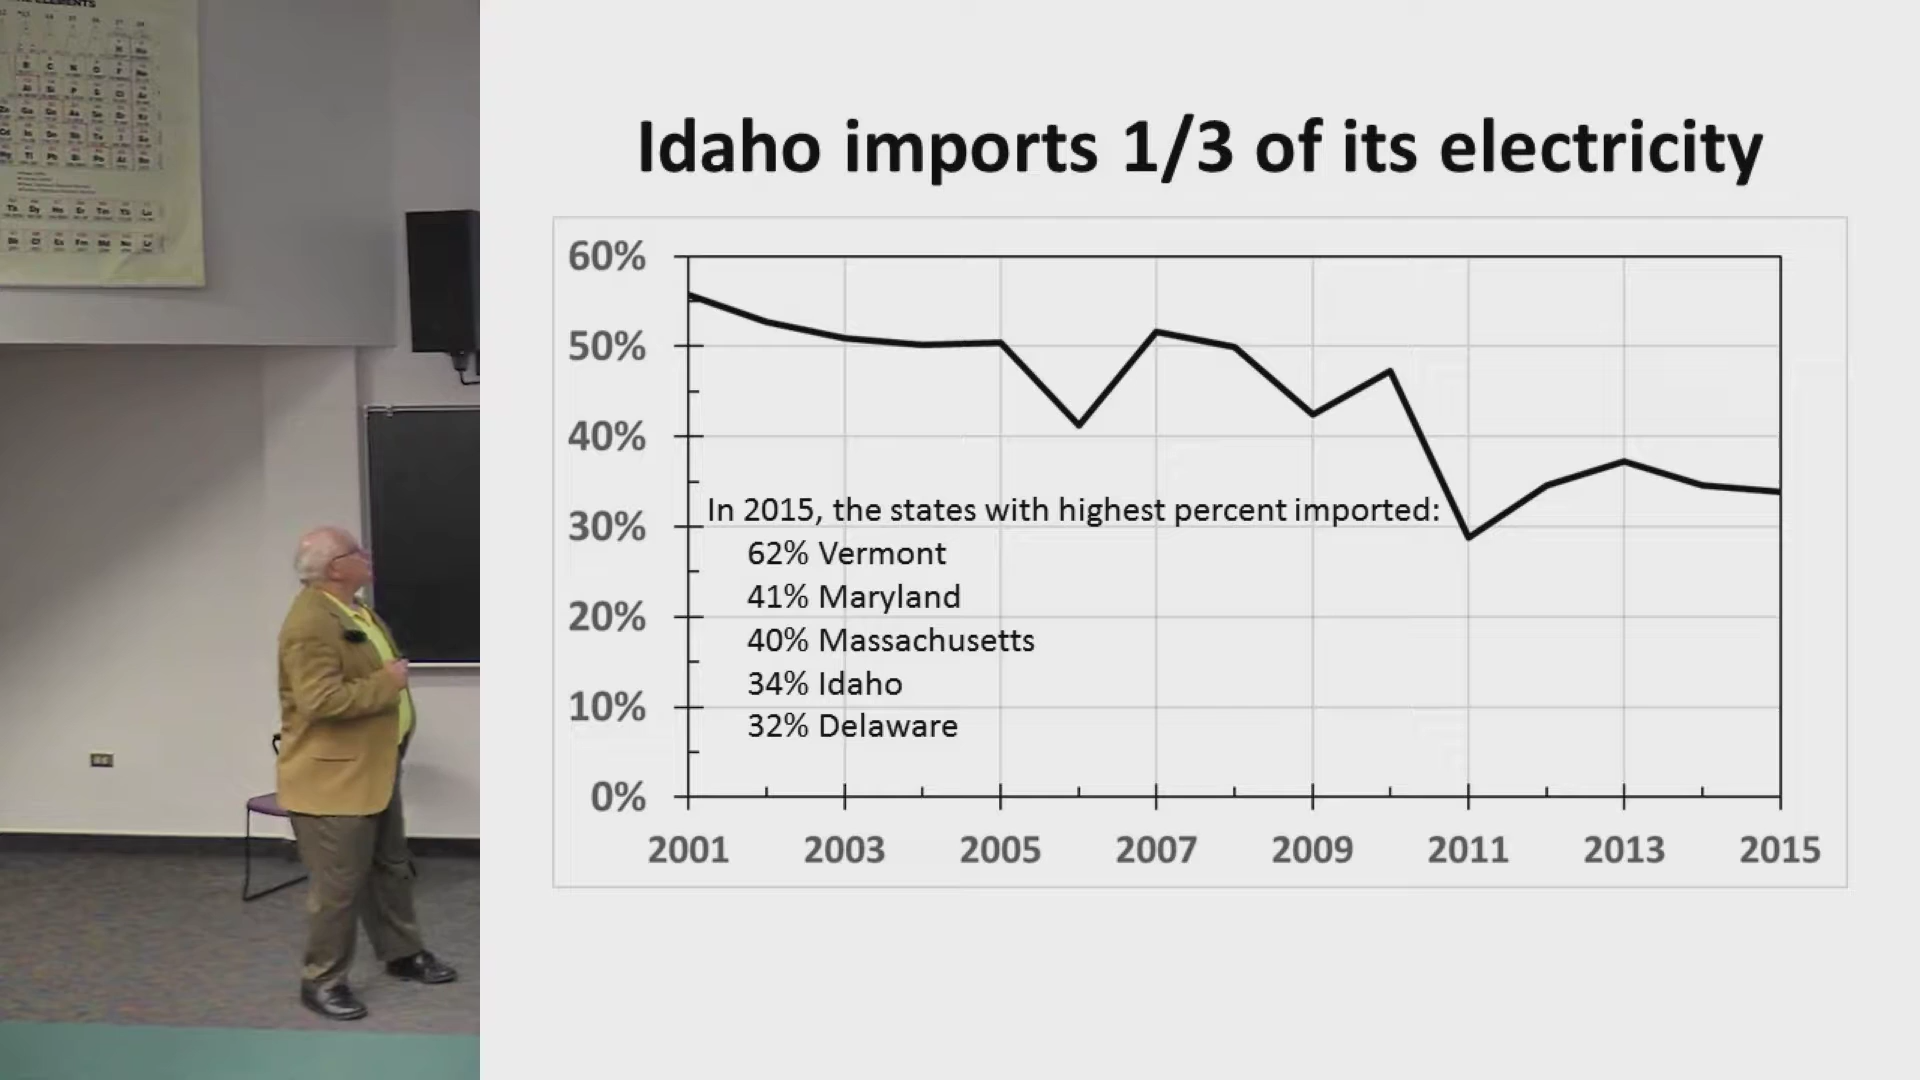 ELEMENTS
Idaho imports 1/3 of its electricity
60%
50%
40%
30%
20%
10%
0%
In 2015, the states with highest percent imported:
62% Vermont
41% Maryland
40% Massachusetts
34% Idaho
32% Delaware
2001 2003 2005 2007 2009 2011 2013 2015